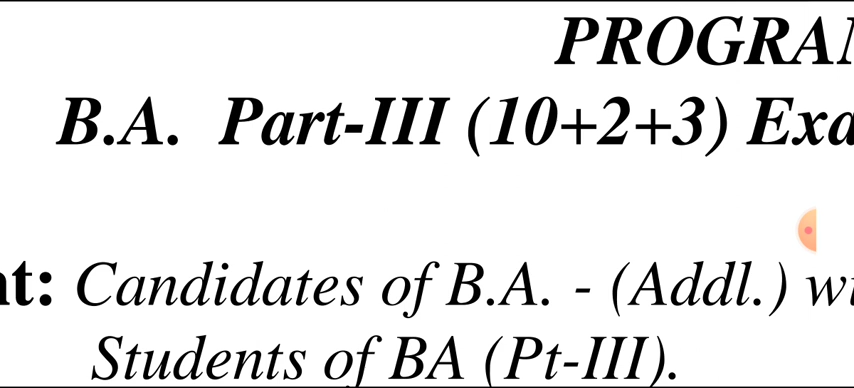 PROGRA
B.A. Part-III (10+2+3) Exa
nt: Candidates of B.A. - (Addl.) wi
Students of BA (Pt-III).